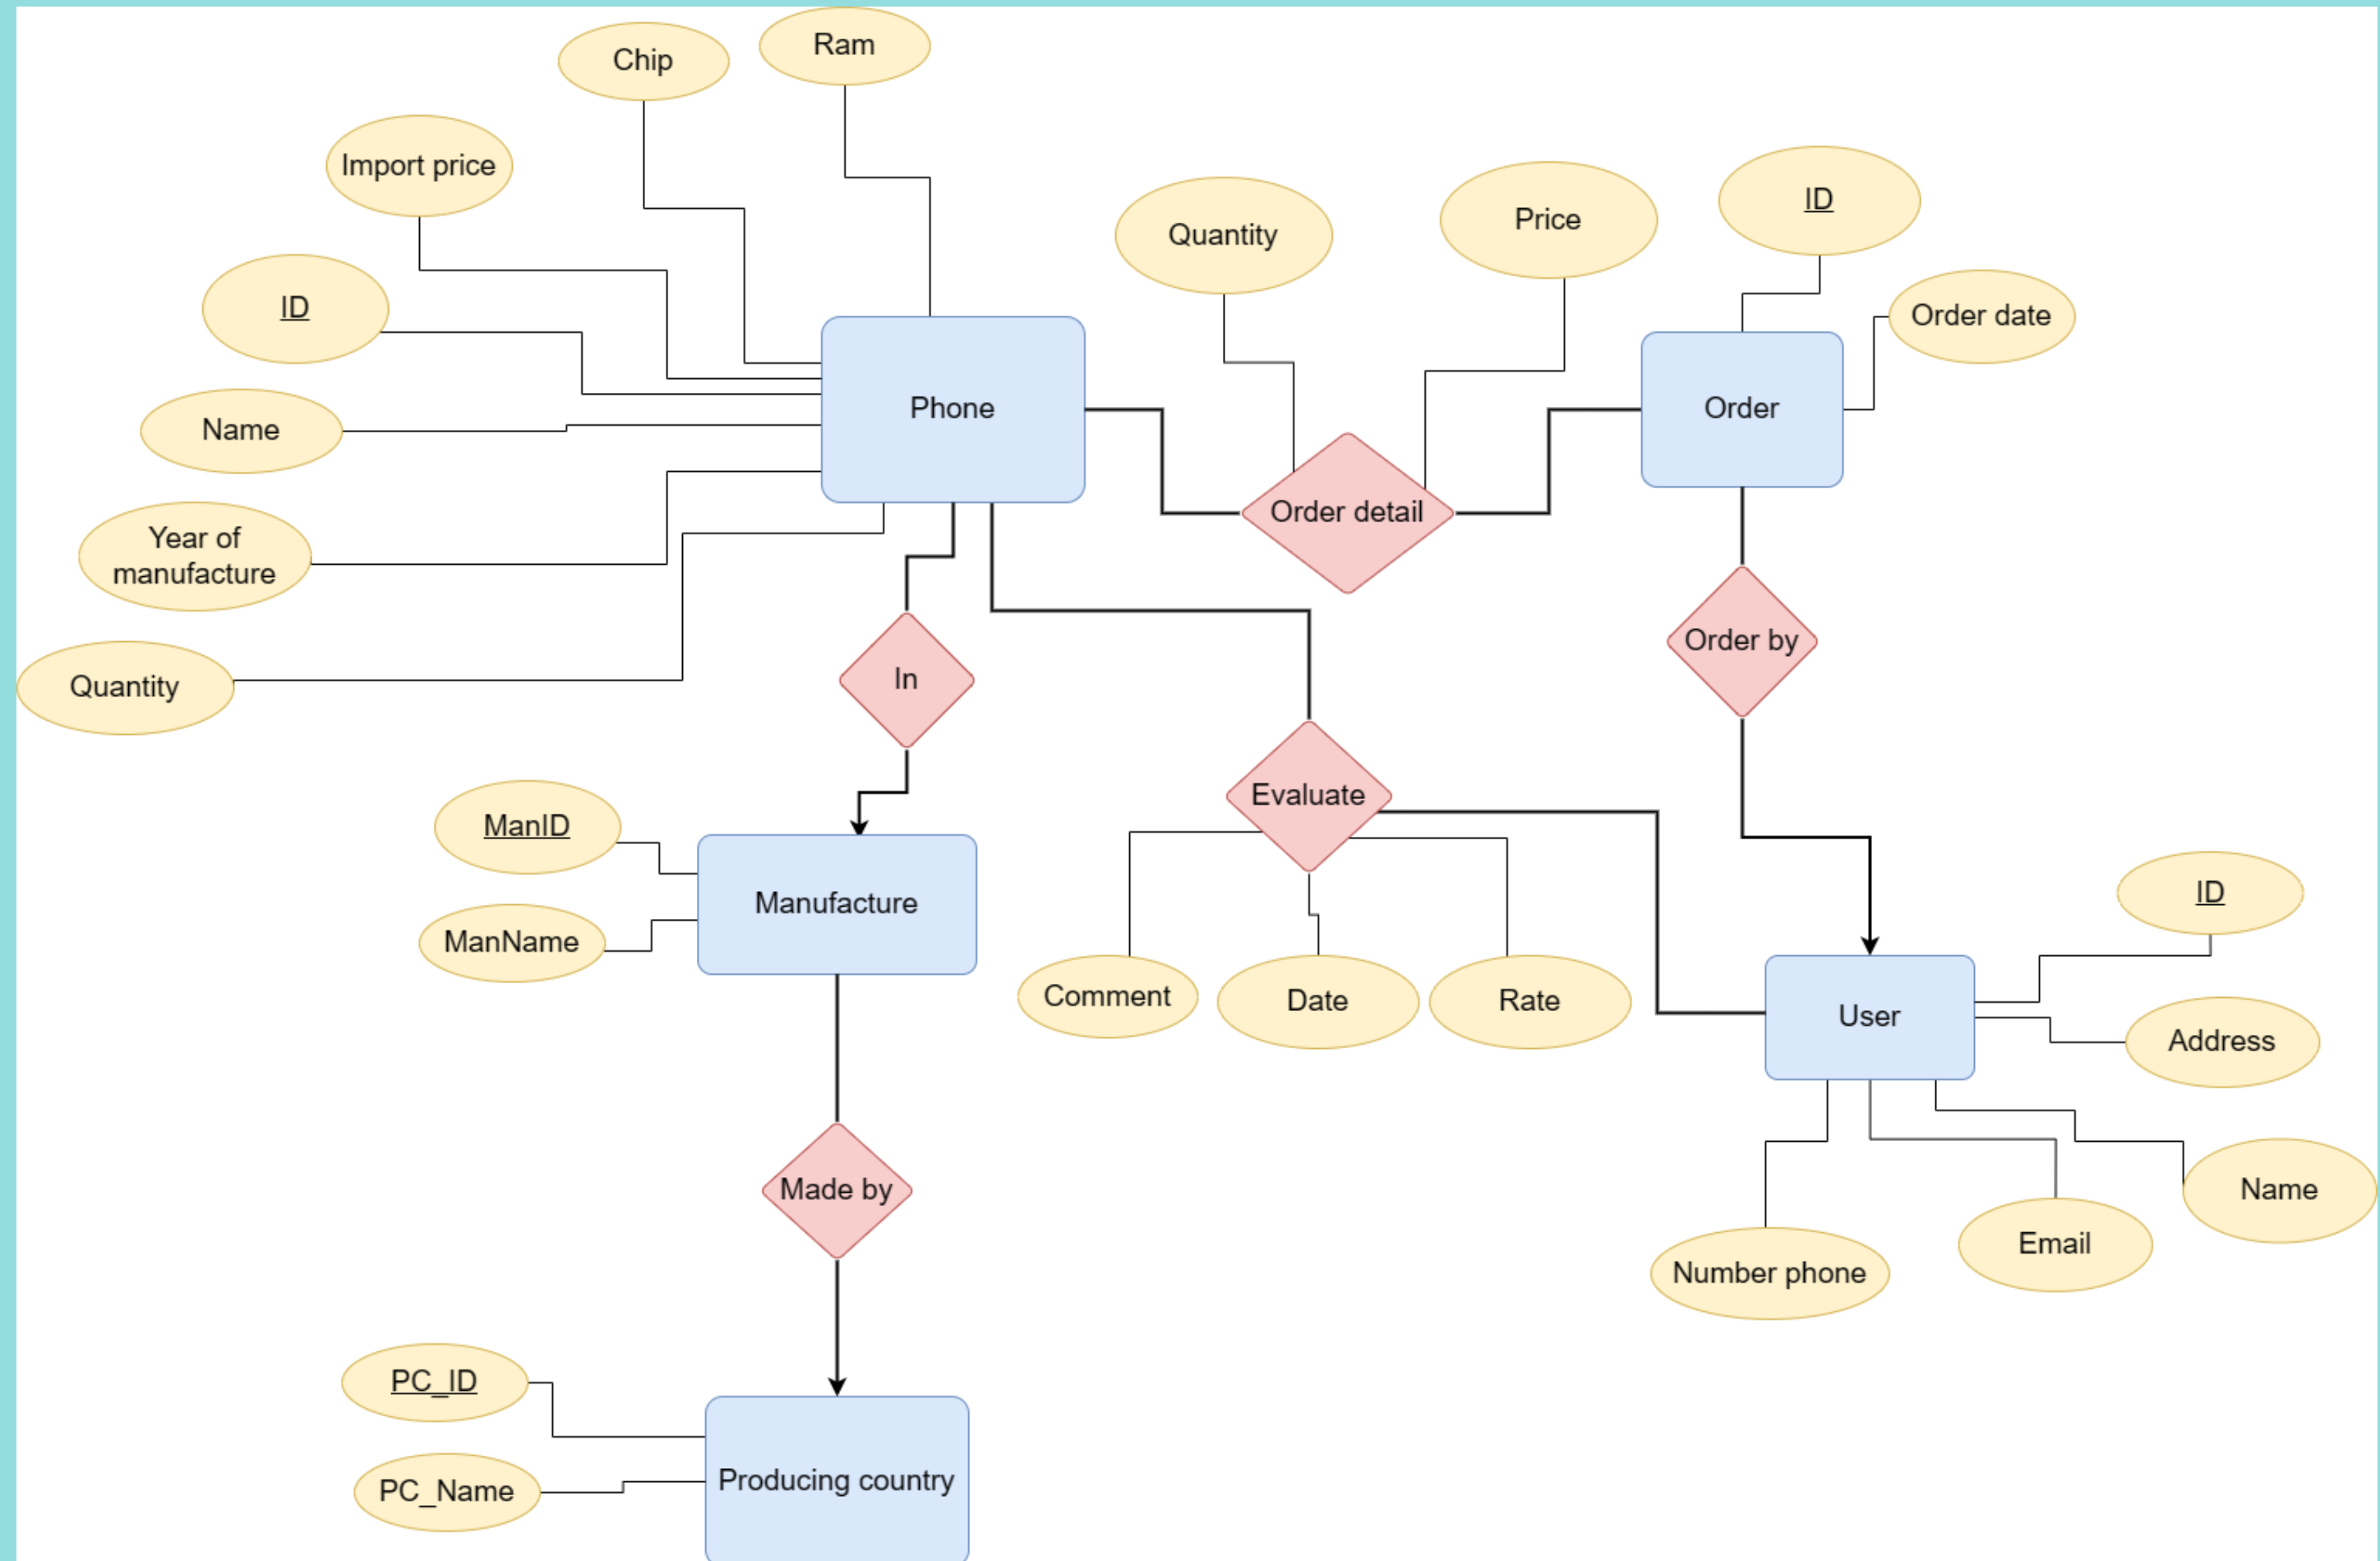 Ram
Chip
Import price
Quantity
Price
ID
ID
Order date
Phone
Order
Name
Order detail
Year of
manufacture
Order by
In
Quantity
Evaluate
ManID
Manufacture
ID
ManName
Comment
Date
Rate
User
Address
Made by
Name
Email
Number phone
PC_ID
Producing country
PC_Name